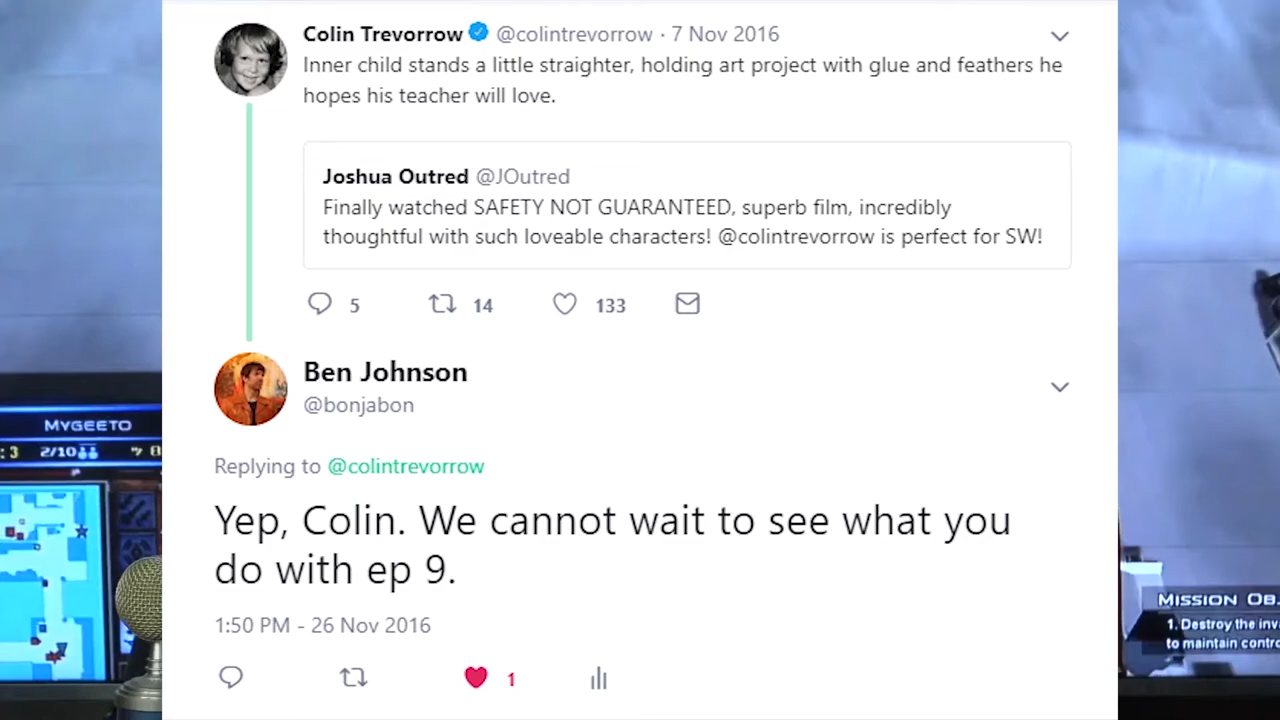 Colin Trevorrow @colintrevorrow · 7 Nov 2016
Inner child stands a little straighter, holding art project with glue and feathers he
hopes his teacher will love.
Joshua Outred @JOutred
Finally watched SAFETY NOT GUARANTEED, superb film, incredibly
thoughtful with such loveable characters! @colintrevorrow is perfect for SW!
5 14 133
Ben Johnson
@bonjabon
Replying to @colintrevorrow
Yep, Colin. We cannot wait to see what you
do with ep 9.
1:50 PM - 26 Nov 2016
1
MYGEETO
:3 2/10
MISSION OB
1. Destroy the inv
to maintain contro